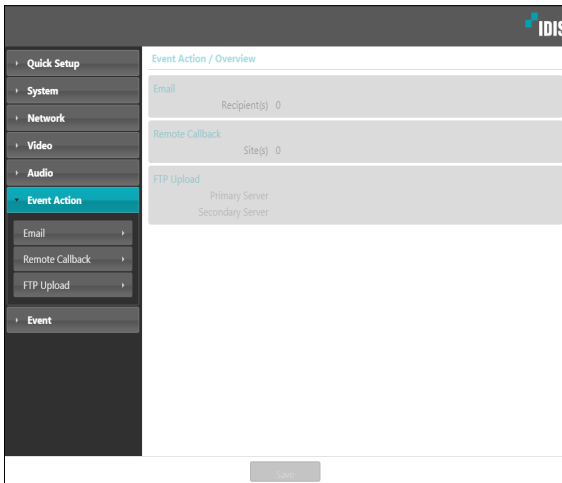 IDIS
Quick Setup
System
Network
Video
Audio
Event Action
Email
Remote Callback
FTP Upload
Event
Event Action / Overview
Email
Recipient(s) 0
Remote Callback
Site(s) 0
FTP Upload
Primary Server
Secondary Server
Save